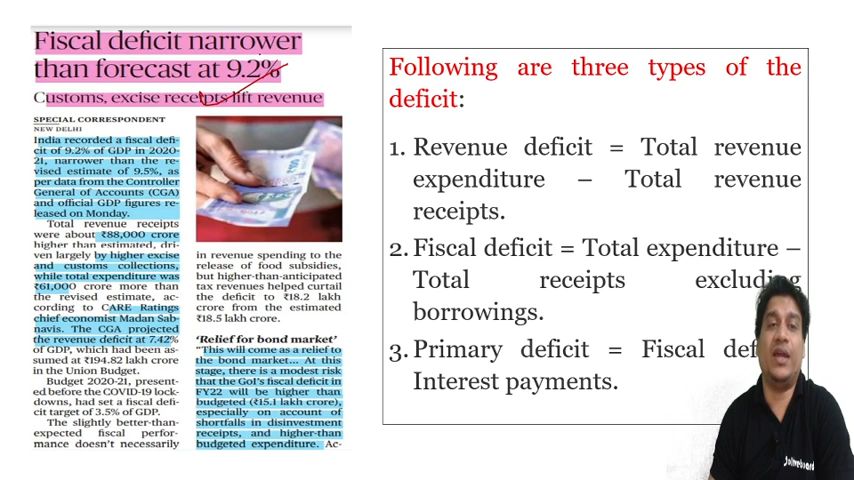 Fiscal deficit narrower
than forecast at 9.2%
Customs, excise receipts lift revenue
SPECIAL CORRESPONDENT
NEW DELHI
India recorded a fiscal defi-
cit of 9.2% of GDP in 2020-
21, narrower than the re-
vised estimate of 9.5%, as
per data from the Controller
General of Accounts (CGA)
and official GDP figures re-
leased on Monday.
Total revenue receipts
were about ₹88,000 crore
higher than estimated, dri-
ven largely by higher excise
and customs collections,
while total expenditure was
₹61,000 crore more than
the revised estimate, ac-
cording to CARE Ratings
chief economist Madan Sab-
navis. The CGA projected
the revenue deficit at 7.42%
of GDP, which had been as-
sumed at ₹194.82 lakh crore
in the Union Budget.
Budget 2020-21, present-
ed before the COVID-19 lock-
downs, had set a fiscal defi-
cit target of 3.5% of GDP.
The slightly better-than-
expected fiscal perfor-
mance doesn't necessarily
in revenue spending to the
release of food subsidies,
but higher-than-anticipated
tax revenues helped curtail
the deficit to ₹18.2 lakh
crore from the estimated
₹18.5 lakh crore.
'Relief for bond market'
"This will come as a relief to
the bond market... At this
stage, there is a modest risk
that the GoI's fiscal deficit in
FY22 will be higher than
budgeted (₹15.1 lakh crore),
especially on account of
shortfalls in disinvestment
receipts, and higher-than
budgeted expenditure. Ac-
Following are three types of the
deficit:
1. Revenue deficit = Total revenue
expenditure – Total revenue
receipts.
2. Fiscal deficit = Total expenditure –
Total receipts excluding
borrowings.
3. Primary deficit = Fiscal
Interest payments.